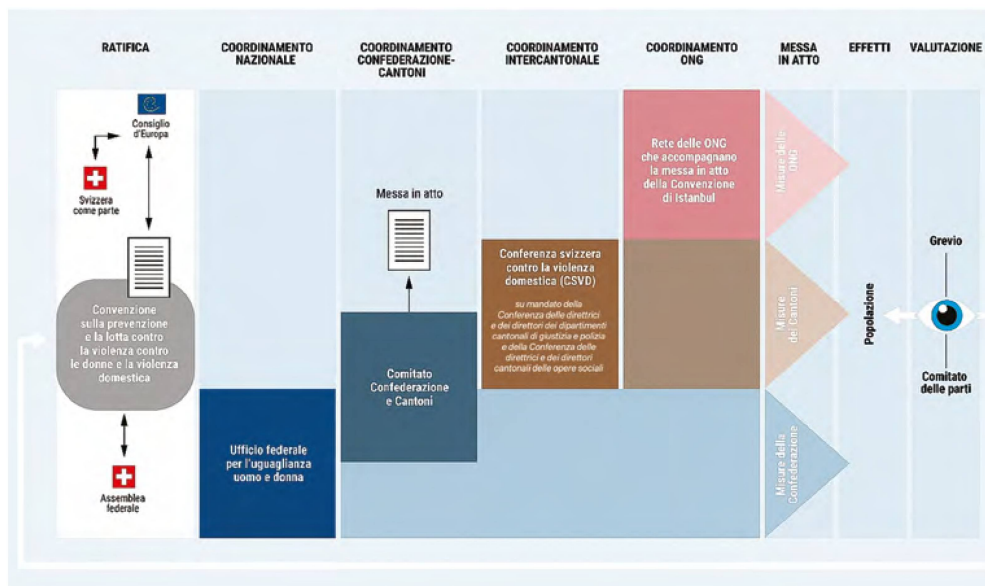 RATIFICA
COORDINAMENTO
NAZIONALE
COORDINAMENTO
CONFEDERAZIONE-
CANTONI
COORDINAMENTO
INTERCANTONALE
COORDINAMENTO
ONG
MESSA
IN ATTO
EFFETTI
VALUTAZIONE
Consiglio
d'Europa
Svizzera
come parte
Convenzione
sulla prevenzione
e la lotta contro
la violenza contro
le donne e la violenza
domestica
Assemblea
federale
Ufficio federale
per l'uguaglianza
uomo e donna
Messa in atto
Comitato
Confederazione
e Cantoni
Conferenza svizzera
contro la violenza
domestica (CSVD)
su mandato della
Conferenza delle direttrici
e dei direttori dei dipartimenti
cantonali di giustizia e polizia
e della Conferenza delle
direttrici e dei direttori
cantonali delle opere sociali
Rete delle ONG
che accompagnano
la messa in atto
della Convenzione
di Istanbul
Misure delle
ONG
Misure
dei Cantoni
Misure della
Confederazione
Popolazione
Grevio
Comitato
delle parti